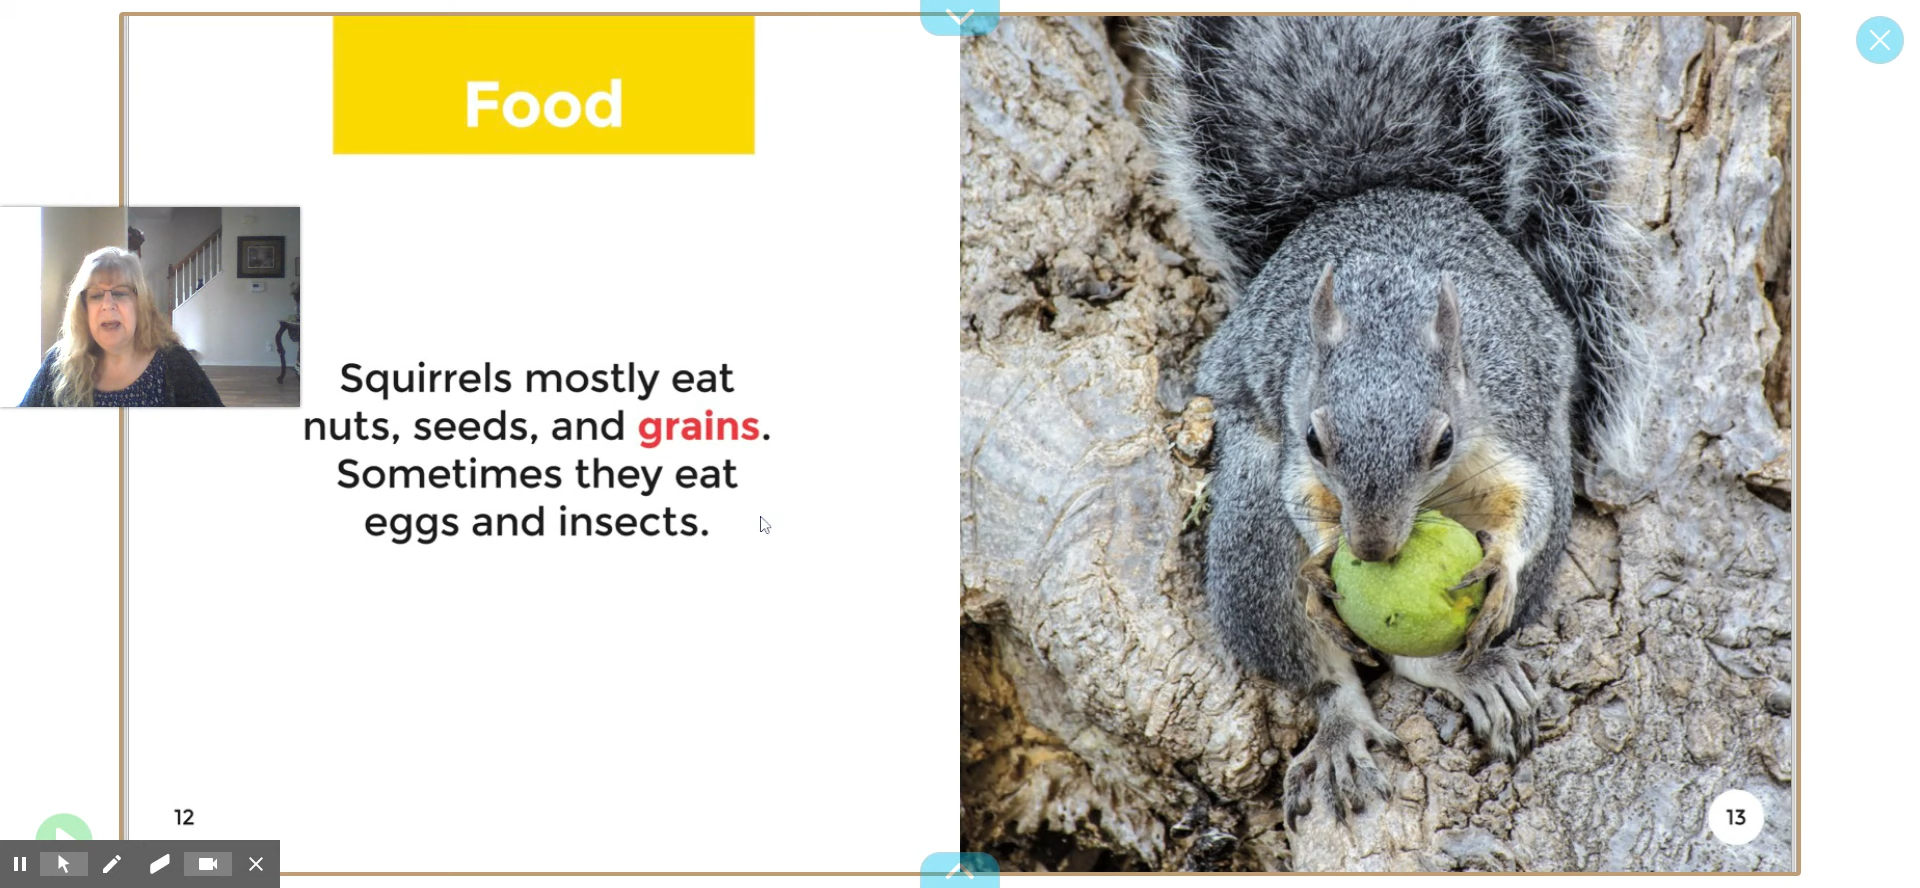 Food
Squirrels mostly eat
nuts, seeds, and grains.
Sometimes they eat
eggs and insects.
12
13